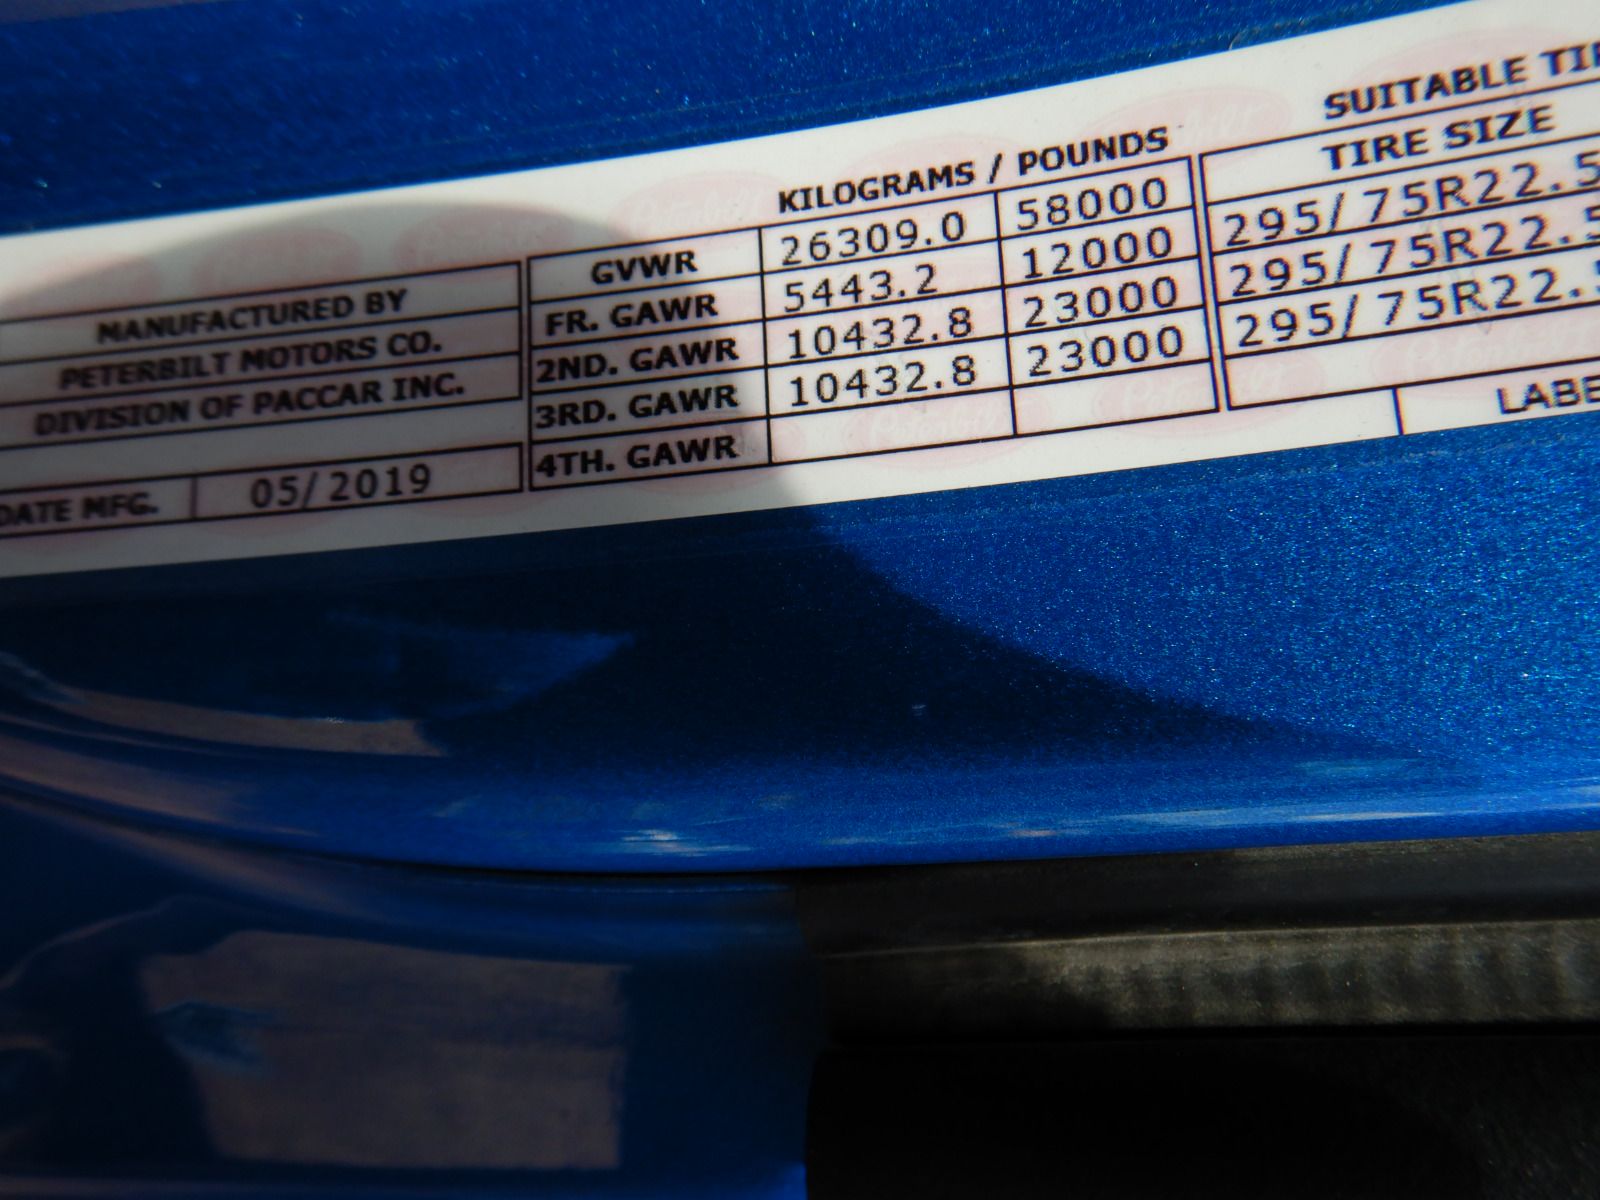 MANUFACTURED BY
PETERBILT MOTORS CO.
DIVISION OF PACCAR INC.
DATE MFG. 05/2019
KILOGRAMS / POUNDS
GVWR 26309.0 58000
FR. GAWR 5443.2 12000
2ND. GAWR 10432.8 23000
3RD. GAWR 10432.8 23000
4TH. GAWR
SUITABLE
TIRE SIZE
295/75R22.5
295/75R22.5
295/75R22.5